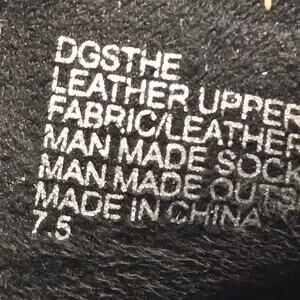 DGSTHE
LEATHER UPPER
FABRIC/LEATHER
MAN MADE SOCK
MAN MADE OUTS
MADE IN CHINA
7.5